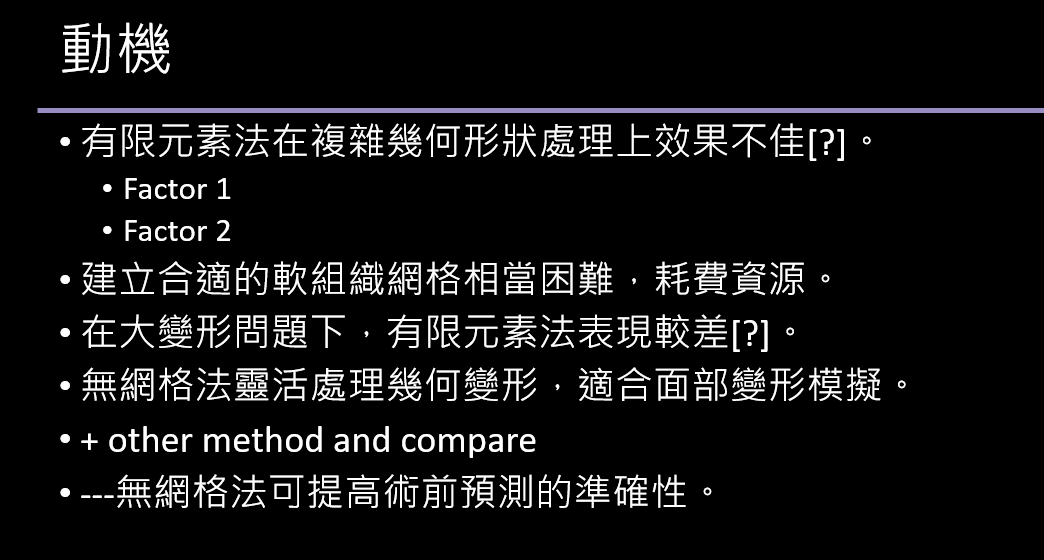 動機
• 有限元素法在複雜幾何形狀處理上效果不佳[?]。
• Factor 1
• Factor 2
• 建立合適的軟組織網格相當困難，耗費資源。
• 在大變形問題下，有限元素法表現較差[?]。
• 無網格法靈活處理幾何變形，適合面部變形模擬。
• + other method and compare
• ---無網格法可提高術前預測的準確性。